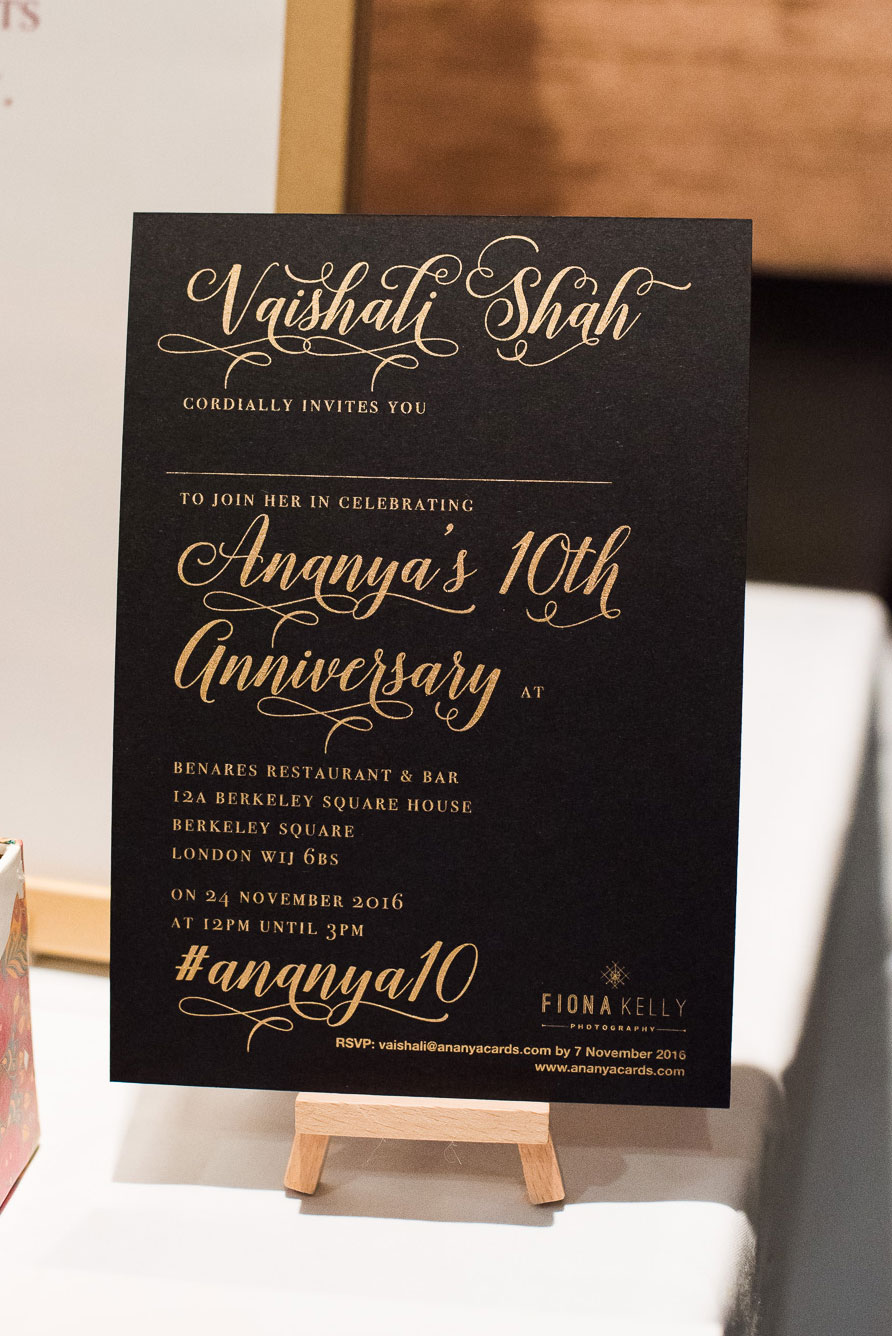 TS
Vaishali Shah
CORDIALLY INVITES YOU
TO JOIN HER IN CELEBRATING
Ananya's 10th
Anniversary AT
BENARES RESTAURANT & BAR
12A BERKELEY SQUARE HOUSE
BERKELEY SQUARE
LONDON W1J 6BS
ON 24 NOVEMBER 2016
AT 12PM UNTIL 3PM
#ananya10
FIONA KELLY
PHOTOGRAPHY
RSVP: vaishali@ananyacards.com by 7 November 2016
www.ananyacards.com